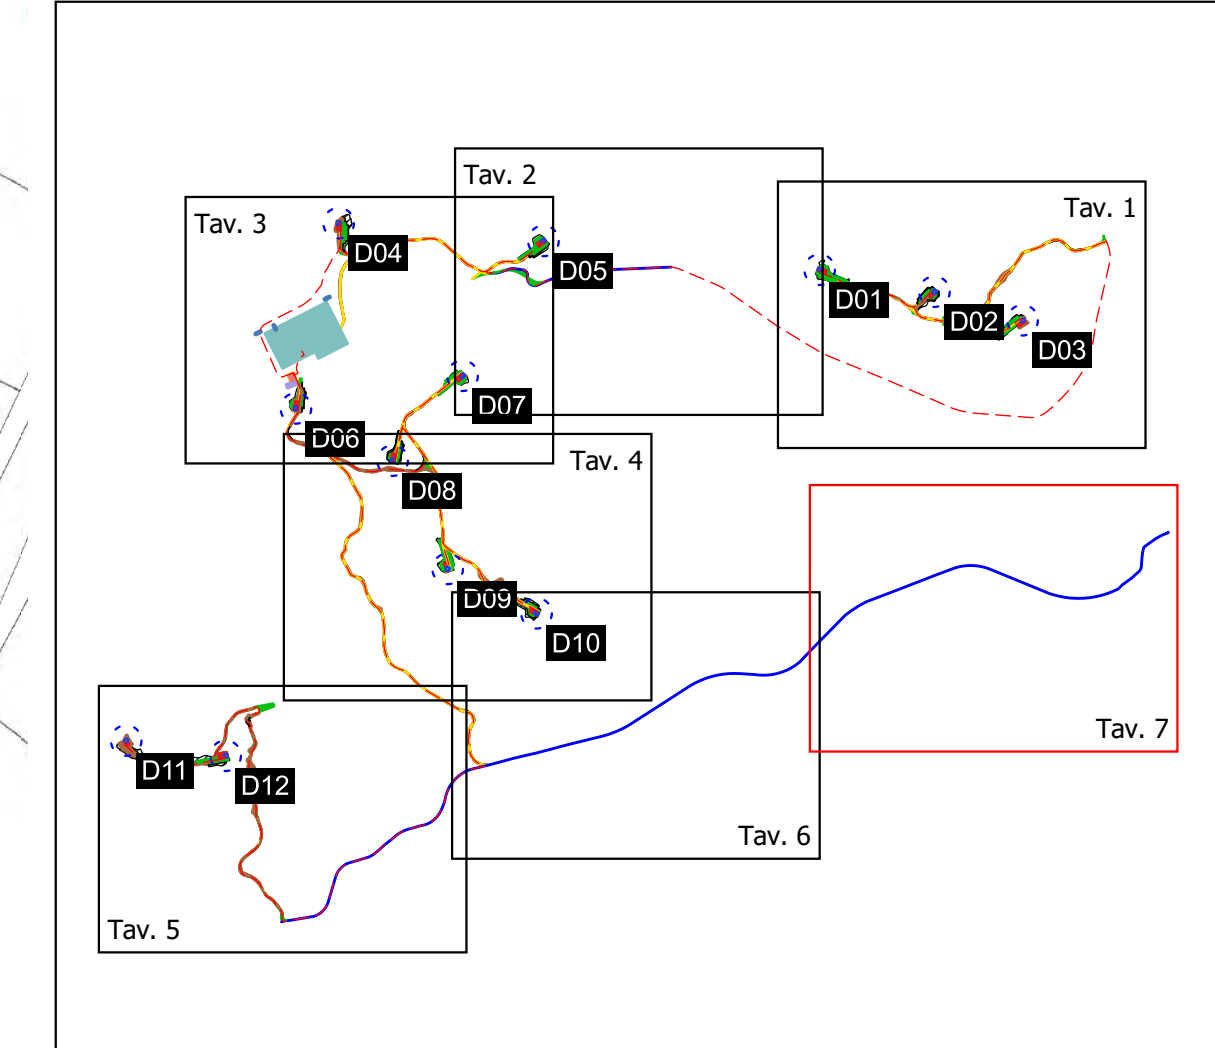 Tav. 2
Tav. 1
Tav. 3
D04
D05
D01
D02
D03
D07
D06
Tav. 4
D08
D09
D10
Tav. 7
D11
D12
Tav. 6
Tav. 5